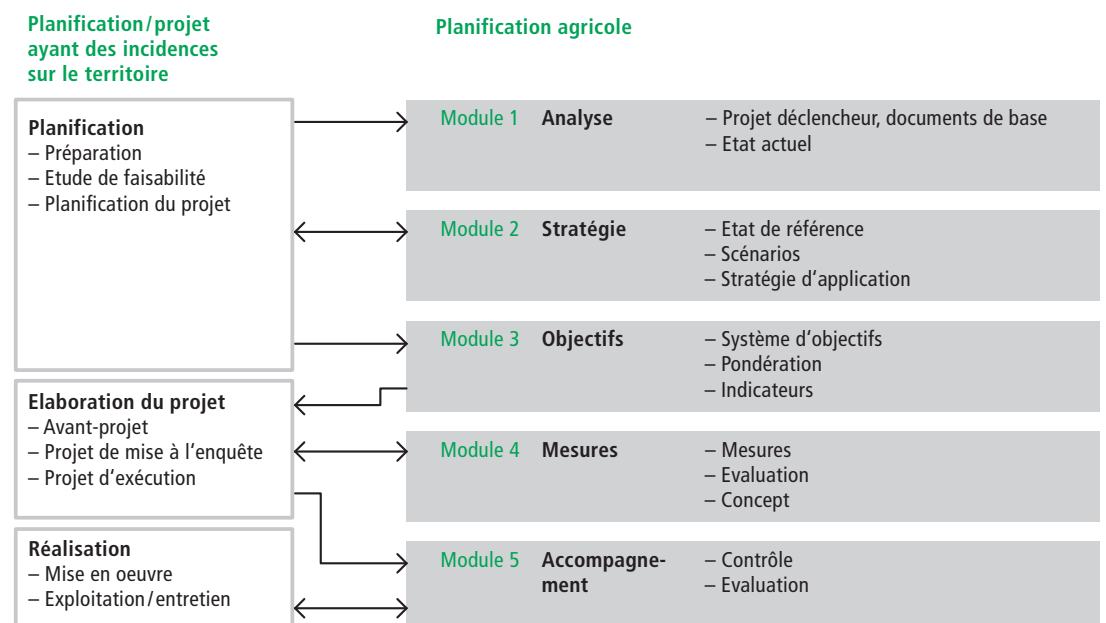 Planification/projet
ayant des incidences
sur le territoire
Planification agricole
Planification
– Préparation
– Etude de faisabilité
– Planification du projet
Elaboration du projet
– Avant-projet
– Projet de mise à l'enquête
– Projet d'exécution
Réalisation
– Mise en oeuvre
– Exploitation/entretien
Module 1 Analyse – Projet déclencheur, documents de base
– Etat actuel
Module 2 Stratégie – Etat de référence
– Scénarios
– Stratégie d'application
Module 3 Objectifs – Système d'objectifs
– Pondération
– Indicateurs
Module 4 Mesures – Mesures
– Evaluation
– Concept
Module 5 Accompagne- – Contrôle
ment – Evaluation